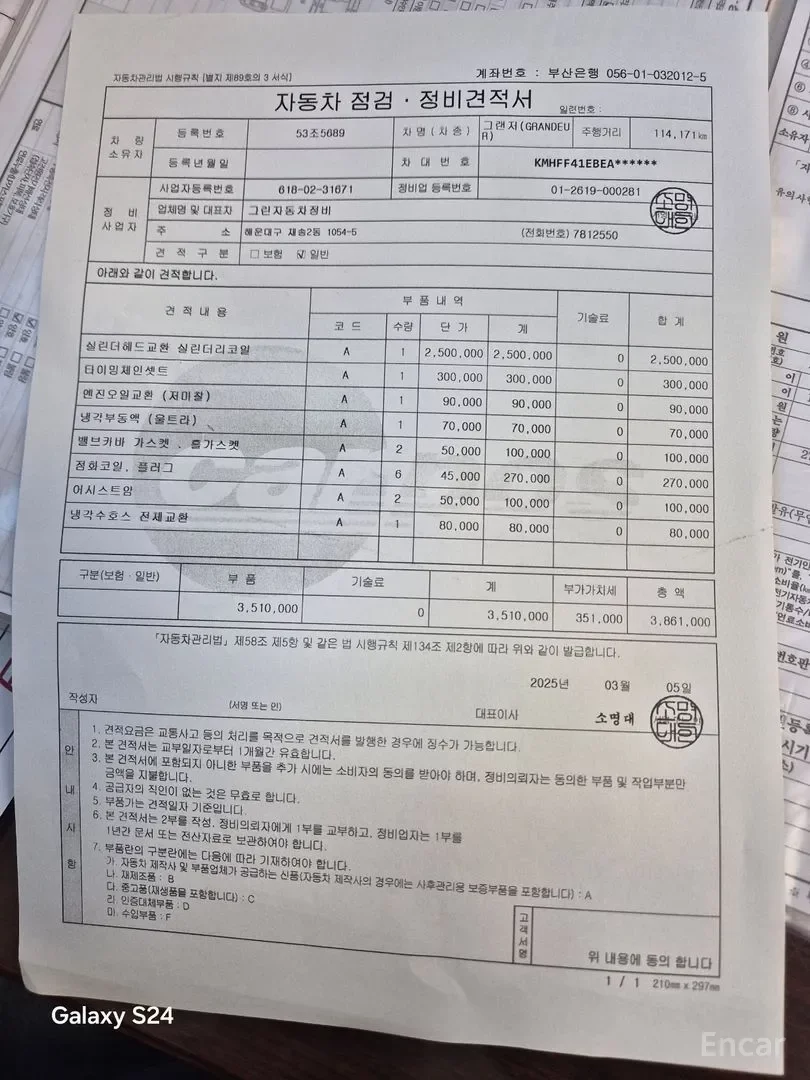 자동차관리법 시행규칙 [별지 제89호의 3 서식]
계좌번호 : 부산은행 056-01-032012-5
자동차 점검 · 정비견적서
일련번호 :
차 량 소유자
등록번호
53조5689
차명(차종)
그랜저(GRANDEUR)
주행거리
114,171km
등록년월일
차대번호
KMHFF41EBEA******
정 비 사업자
사업자등록번호
618-02-31671
정비업 등록번호
01-2619-000281
업체명 및 대표자
그린자동차정비
주 소
해운대구 재송2동 1054-5
(전화번호) 7812550
견적구분
□ 보험 ☑ 일반
아래와 같이 견적합니다.
견적내용
부품내역
기술료
합계
코드 수량 단가 계
실린더헤드교환 실린더리코일 A 1 2,500,000 2,500,000 0 2,500,000
타이밍체인셋트 A 1 300,000 300,000 0 300,000
엔진오일교환 (저미찰) A 1 90,000 90,000 0 90,000
냉각부동액 (울트라) A 1 70,000 70,000 0 70,000
밸브카바 가스켓 . 흘가스켓 A 2 50,000 100,000 0 100,000
점화코일, 플러그 A 6 45,000 270,000 0 270,000
어시스트암 A 2 50,000 100,000 0 100,000
냉각수호스 전체교환 A 1 80,000 80,000 0 80,000
구분(보험 · 일반) 부품 기술료 계 부가가치세 총액
3,510,000 0 3,510,000 351,000 3,861,000
「자동차관리법」 제58조 제5항 및 같은 법 시행규칙 제134조 제2항에 따라 위와 같이 발급합니다.
2025년 03월 05일
작성자
(서명 또는 인)
대표이사
소명대
안내사항
1. 견적요금은 교통사고 등의 처리를 목적으로 견적서를 발행한 경우에 징수가 가능합니다.
2. 본 견적서는 교부일자로부터 1개월간 유효합니다.
3. 본 견적서에 포함되지 아니한 부품을 추가 시에는 소비자의 동의를 받아야 하며, 정비의뢰자는 동의한 부품 및 작업부분만
금액을 지불합니다.
4. 공급자의 직인이 없는 것은 무효로 합니다.
5. 부품가는 견적일자 기준입니다.
6. 본 견적서는 2부를 작성, 정비의뢰자에게 1부를 교부하고, 정비업자는 1부를
1년간 문서 또는 전산자료로 보관하여야 합니다.
7. 부품란의 구분란에는 다음에 따라 기재하여야 합니다.
가. 자동차 제작사 및 부품업체가 공급하는 신품(자동차 제작사의 경우에는 사후관리용 보증부품을 포함합니다) : A
나. 재제조품 : B
다. 중고품(재생품을 포함합니다) : C
라. 인증대체부품 : D
마. 수입부품 : F
고객서명
위 내용에 동의 합니다
1 / 1 210mm x 297mm
Galaxy S24
Encar